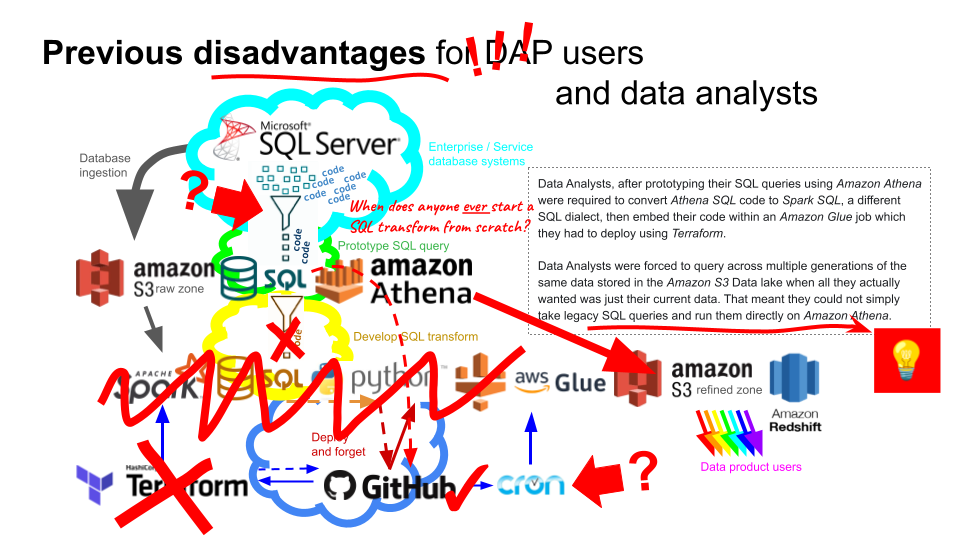 Previous disadvantages for DAP users
and data analysts
!!!
Microsoft®
SQL Server®
Enterprise / Service
database systems
Database
ingestion
code
code
code
code
code
code
?
When does anyone ever start a
SQL transform from scratch?
code
code
Prototype SQL query
amazon
S3 raw zone
SQL
amazon
Athena
Data Analysts, after prototyping their SQL queries using Amazon Athena
were required to convert Athena SQL code to Spark SQL, a different
SQL dialect, then embed their code within an Amazon Glue job which
they had to deploy using Terraform.
Data Analysts were forced to query across multiple generations of the
same data stored in the Amazon S3 Data lake when all they actually
wanted was just their current data. That meant they could not simply
take legacy SQL queries and run them directly on Amazon Athena.
code
Develop SQL transform
APACHE
Spark
SQL
python™
aws Glue
amazon
S3 refined zone
Amazon
Redshift
Deploy
and forget
Data product users
HashiCorp
Terraform
GitHub
cron
?